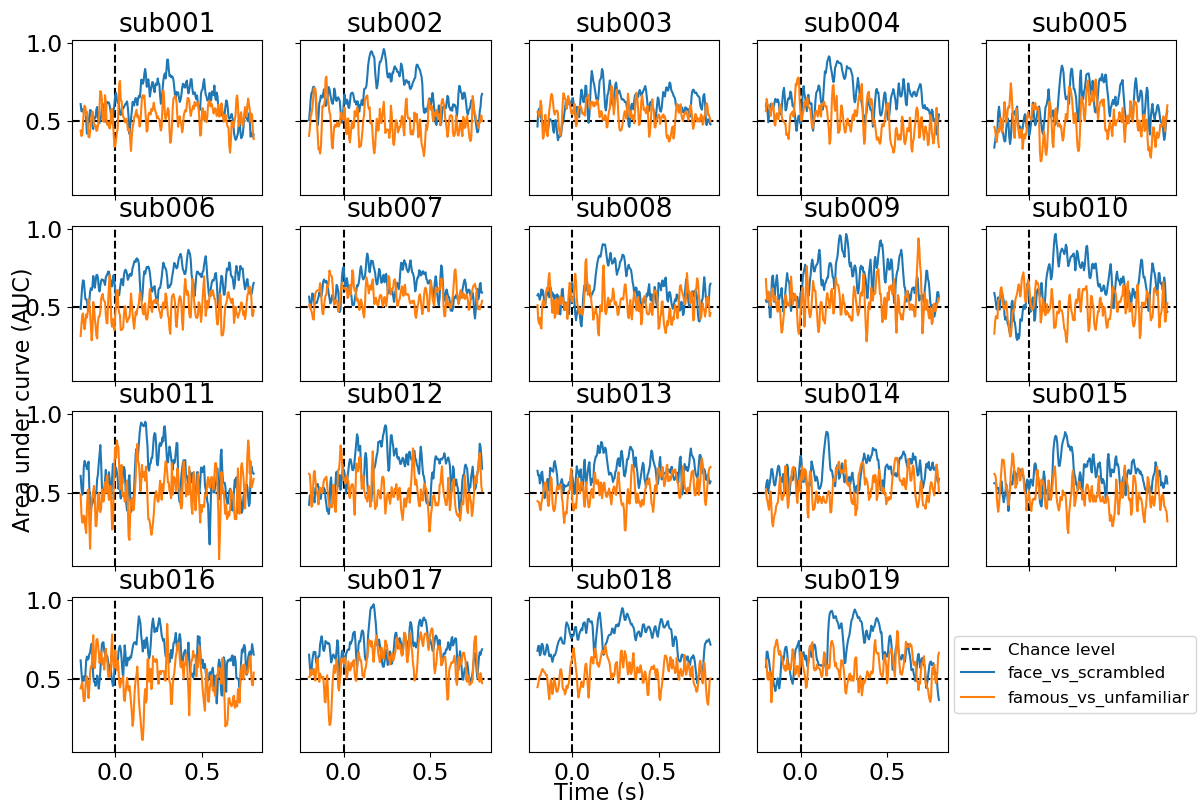 sub001 sub002 sub003 sub004 sub005
1.0
0.5
sub006 sub007 sub008 sub009 sub010
1.0
0.5
sub011 sub012 sub013 sub014 sub015
1.0
0.5
sub016 sub017 sub018 sub019
1.0
0.5
0.0 0.5 0.0 0.5 0.0 0.5 0.0 0.5
Area under curve (AUC)
Time (s)
Chance level
face_vs_scrambled
famous_vs_unfamiliar